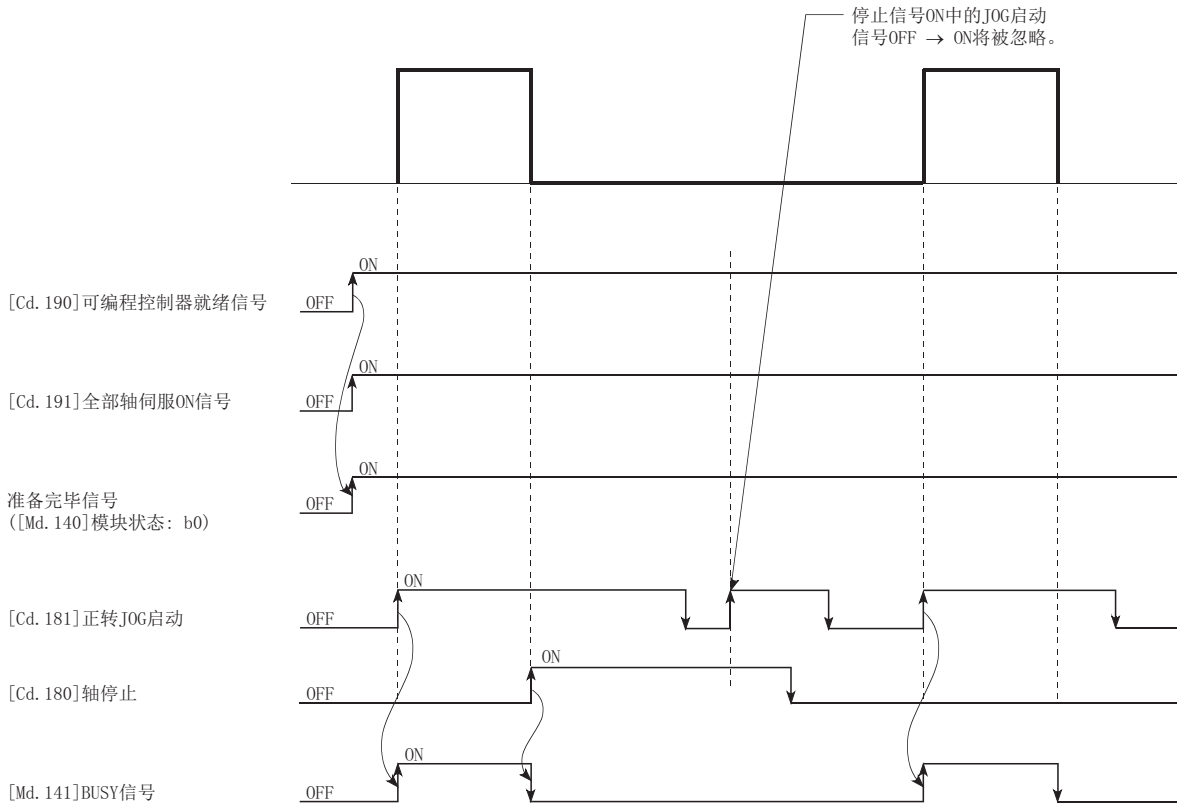 停止信号ON中的JOG启动
信号OFF → ON将被忽略。
ON
[Cd.190]可编程控制器就绪信号
OFF
ON
[Cd.191]全部轴伺服ON信号
OFF
ON
准备完毕信号
([Md.140]模块状态: b0)
OFF
ON
[Cd.181]正转JOG启动
OFF
ON
[Cd.180]轴停止
OFF
ON
[Md.141]BUSY信号
OFF